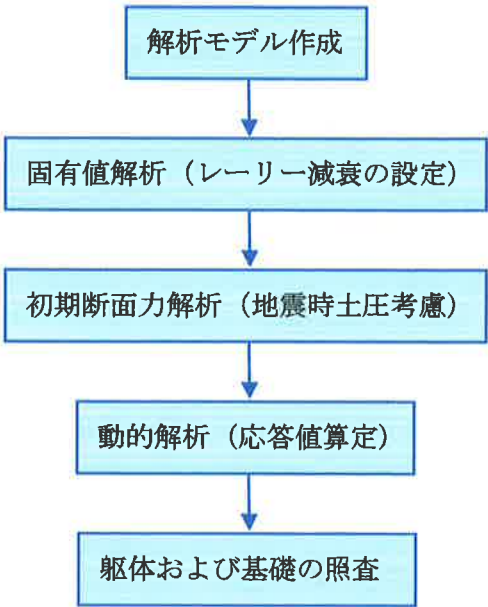 解析モデル作成
固有値解析（レーリー減衰の設定）
初期断面力解析（地震時土圧考慮）
動的解析（応答値算定）
躯体および基礎の照査